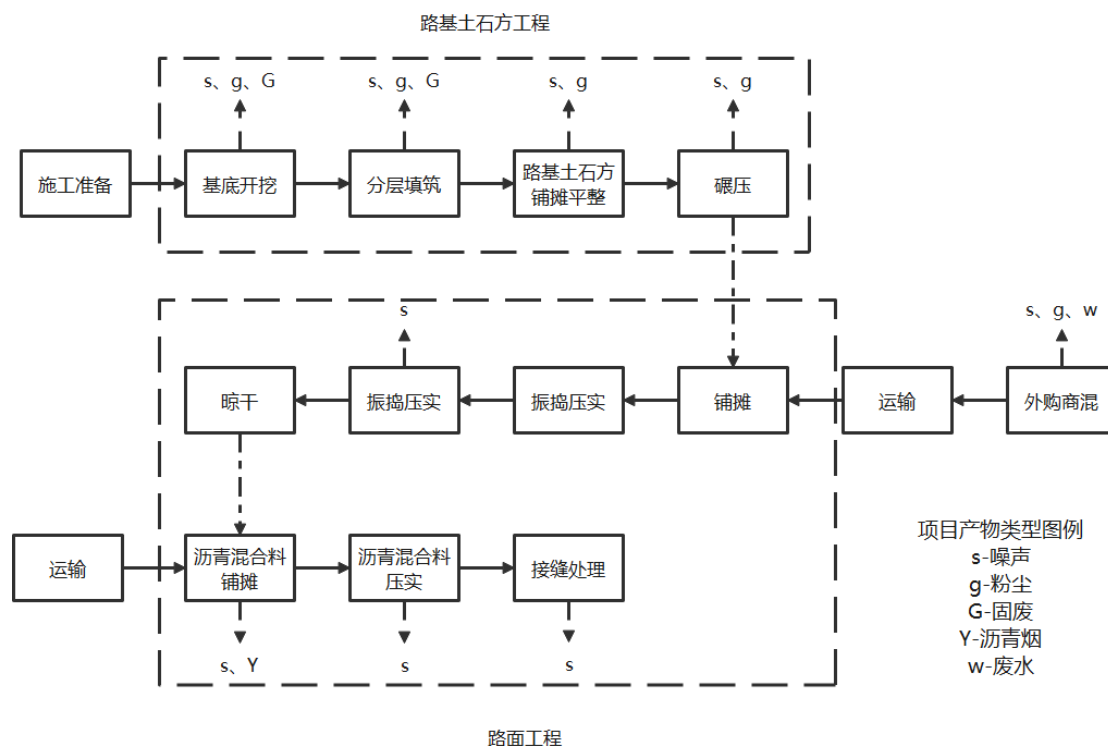 路基土石方工程
s、g、G
s、g、G
s、g
s、g
施工准备
基底开挖
分层填筑
路基土石方
铺摊平整
碾压
s
s、g、w
晾干
振捣压实
振捣压实
铺摊
运输
外购商混
运输
沥青混合料
铺摊
沥青混合料
压实
接缝处理
s、Y
s
s
项目产物类型图例
s-噪声
g-粉尘
G-固废
Y-沥青烟
w-废水
路面工程